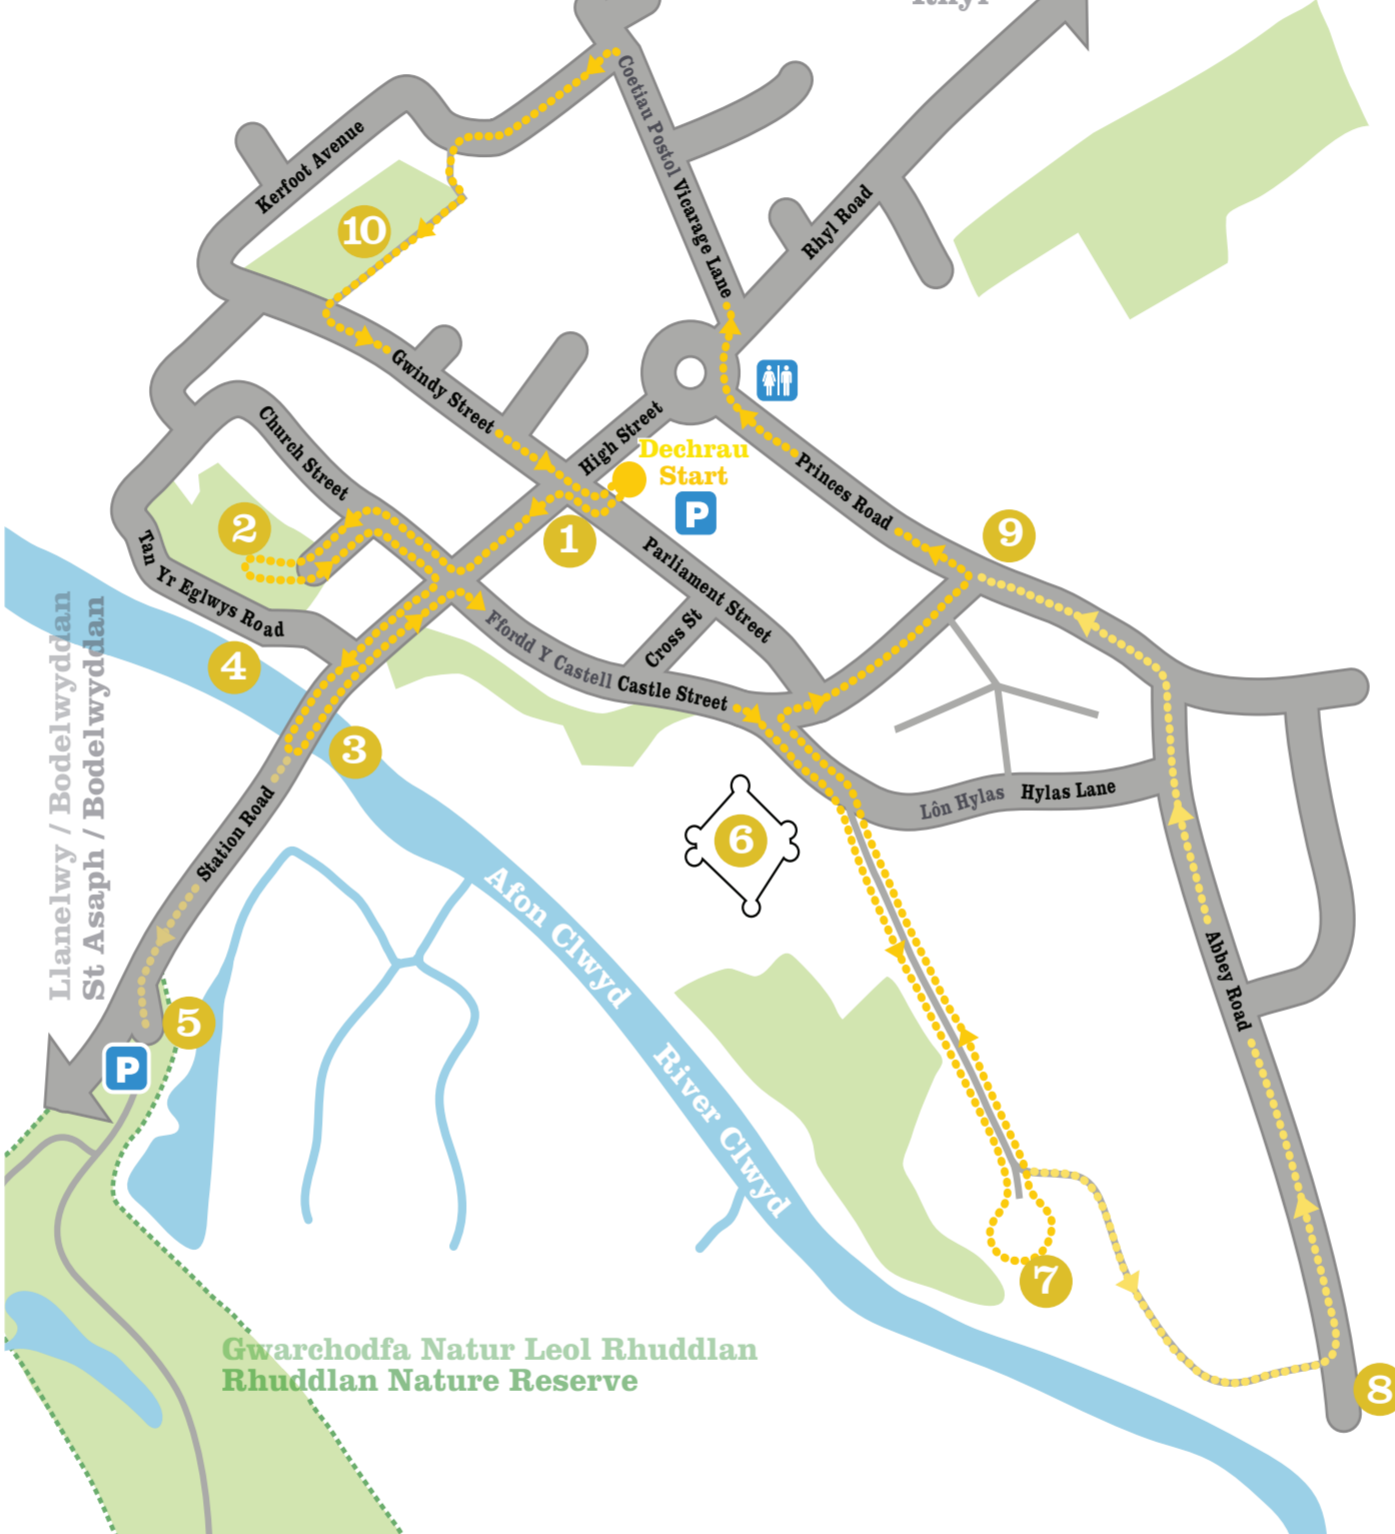 Rhyl
Coetiau Postol Vicarage Lane
Kerfoot Avenue
10
Rhyl Road
Gwindy Street
High Street
Dechrau
Start
P
Church Street
Princes Road
2
1
9
Tan Yr Eglwys Road
Parliament Street
Cross St
Ffordd Y Castell Castle Street
4
3
Llanelwy / Bodelwyddan
St Asaph / Bodelwyddan
Station Road
Lôn Hylas Hylas Lane
6
Afon Clwyd
River Clwyd
Abbey Road
5
P
7
Gwarchodfa Natur Leol Rhuddlan
Rhuddlan Nature Reserve
8